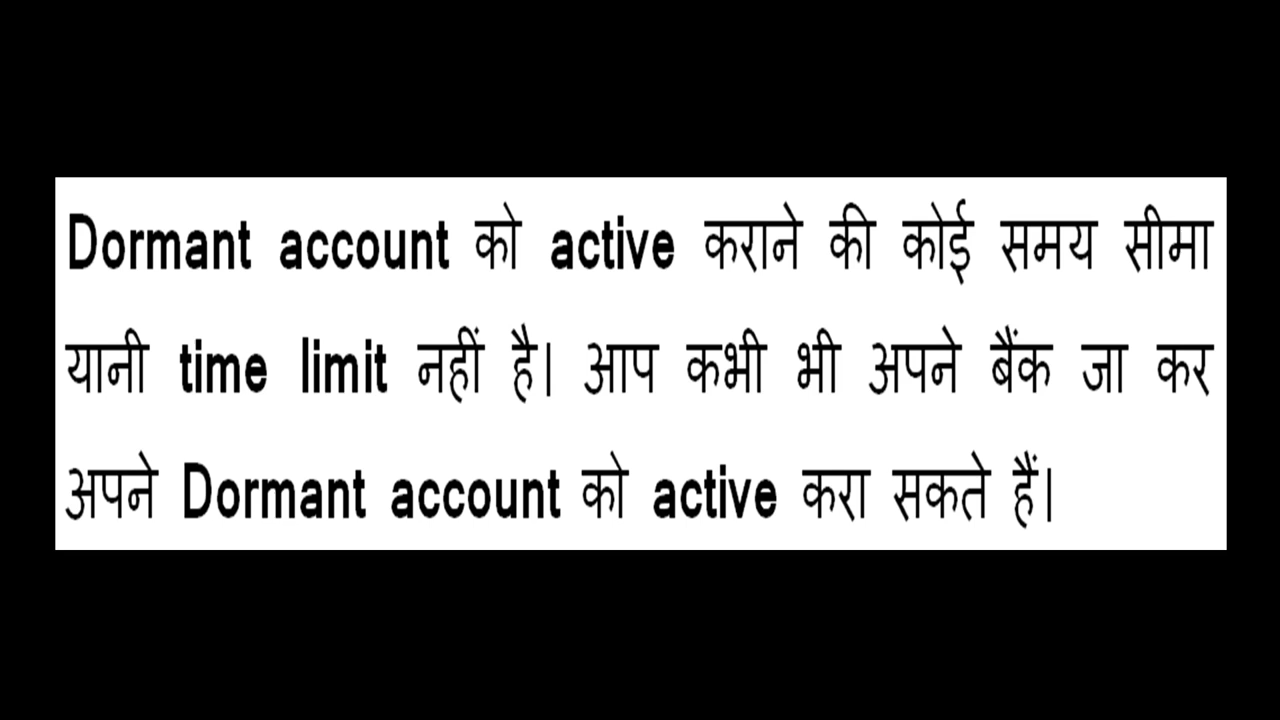 Dormant account को active कराने की कोई समय सीमा
यानी time limit नहीं है। आप कभी भी अपने बैंक जा कर
अपने Dormant account को active करा सकते हैं।